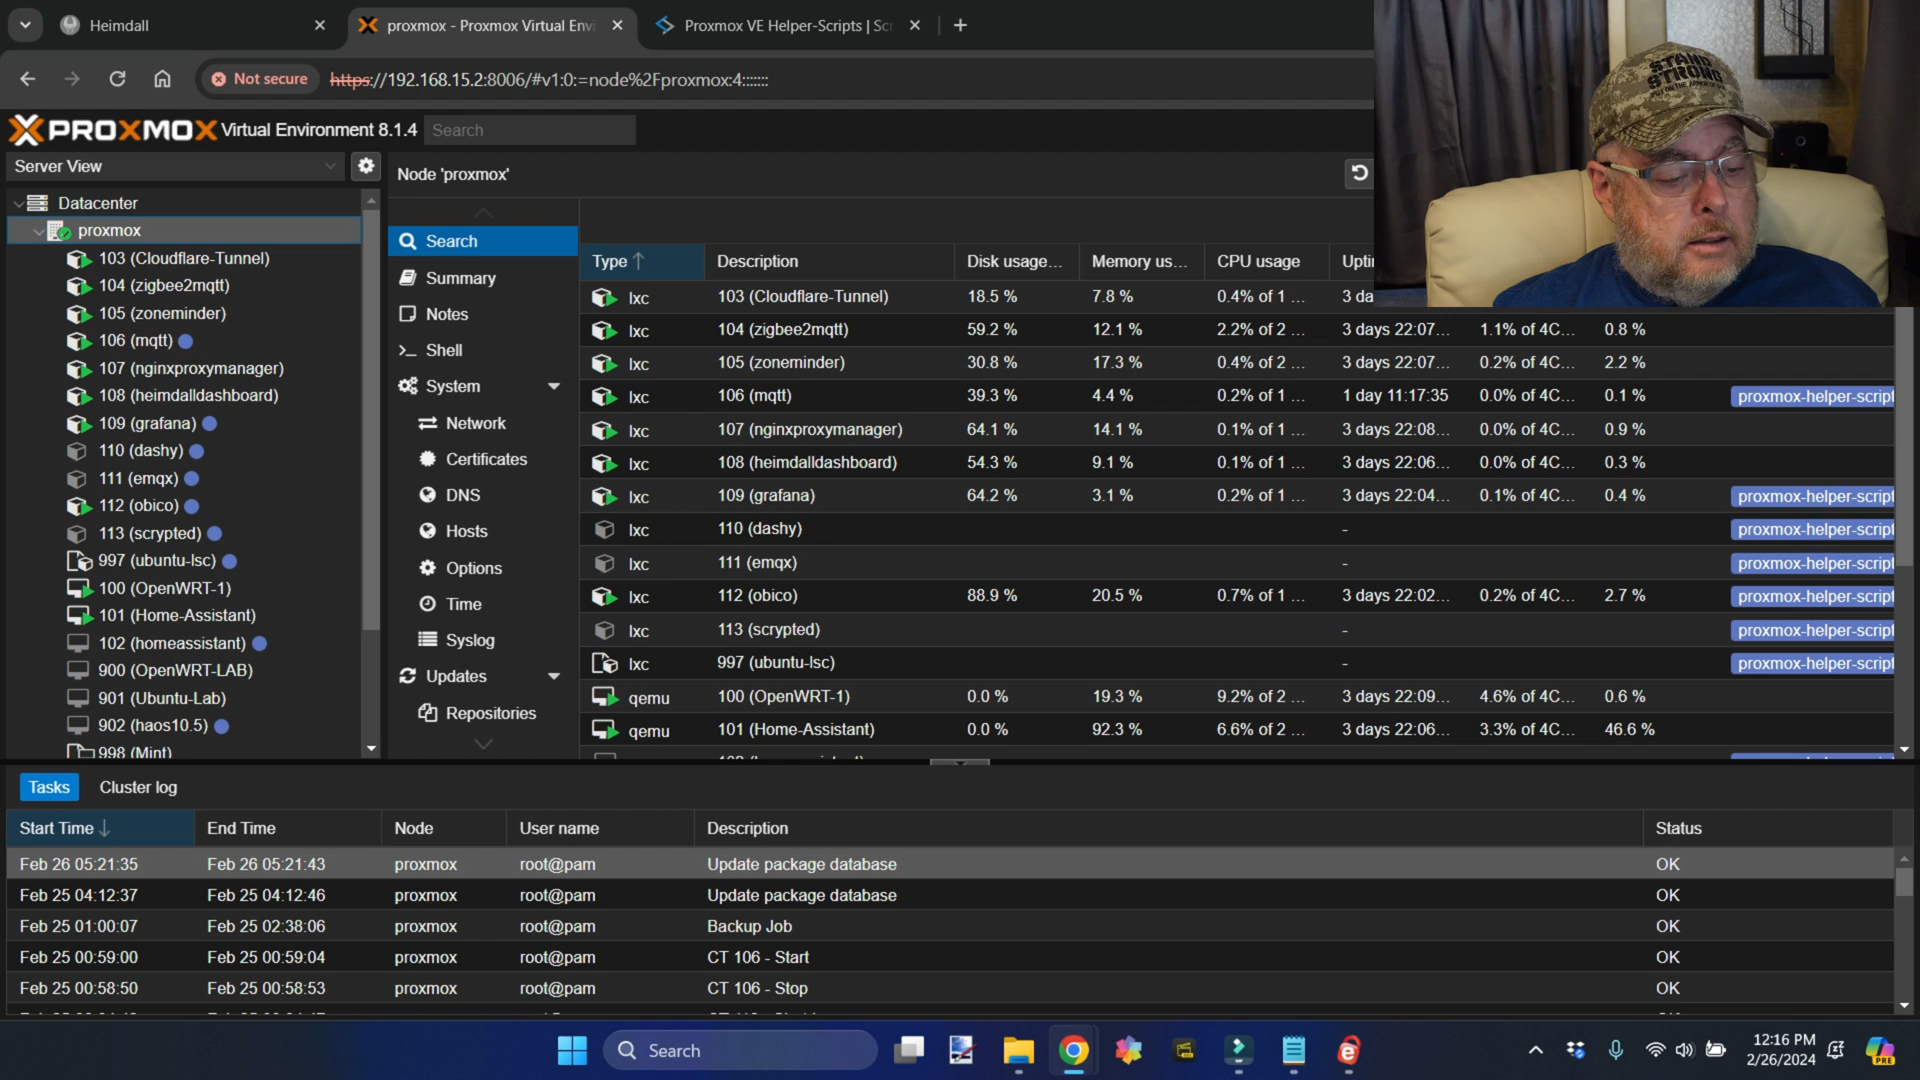 Heimdall
proxmox - Proxmox Virtual Envi
Proxmox VE Helper-Scripts | Scr
Not secure
https://192.168.15.2:8006/#v1:0:=node%2Fproxmox:4:::::::
PROXMOX Virtual Environment 8.1.4
Search
Server View
Node 'proxmox'
Datacenter
proxmox
103 (Cloudflare-Tunnel)
104 (zigbee2mqtt)
105 (zoneminder)
106 (mqtt)
107 (nginxproxymanager)
108 (heimdalldashboard)
109 (grafana)
110 (dashy)
111 (emqx)
112 (obico)
113 (scrypted)
997 (ubuntu-lsc)
100 (OpenWRT-1)
101 (Home-Assistant)
102 (homeassistant)
900 (OpenWRT-LAB)
901 (Ubuntu-Lab)
902 (haos10.5)
998 (Mint)
Search
Summary
Notes
Shell
System
Network
Certificates
DNS
Hosts
Options
Time
Syslog
Updates
Repositories
Type Description Disk usage... Memory us... CPU usage Upti
lxc 103 (Cloudflare-Tunnel) 18.5 % 7.8 % 0.4% of 1 ... 3 da
lxc 104 (zigbee2mqtt) 59.2 % 12.1 % 2.2% of 2 ... 3 days 22:07... 1.1% of 4C... 0.8 %
lxc 105 (zoneminder) 30.8 % 17.3 % 0.4% of 2 ... 3 days 22:07... 0.2% of 4C... 2.2 %
lxc 106 (mqtt) 39.3 % 4.4 % 0.2% of 1 ... 1 day 11:17:35 0.0% of 4C... 0.1 % proxmox-helper-script
lxc 107 (nginxproxymanager) 64.1 % 14.1 % 0.1% of 1 ... 3 days 22:08... 0.0% of 4C... 0.9 %
lxc 108 (heimdalldashboard) 54.3 % 9.1 % 0.1% of 1 ... 3 days 22:06... 0.0% of 4C... 0.3 %
lxc 109 (grafana) 64.2 % 3.1 % 0.2% of 1 ... 3 days 22:04... 0.1% of 4C... 0.4 % proxmox-helper-script
lxc 110 (dashy) - proxmox-helper-script
lxc 111 (emqx) - proxmox-helper-script
lxc 112 (obico) 88.9 % 20.5 % 0.7% of 1 ... 3 days 22:02... 0.2% of 4C... 2.7 % proxmox-helper-script
lxc 113 (scrypted) - proxmox-helper-script
lxc 997 (ubuntu-lsc) - proxmox-helper-script
qemu 100 (OpenWRT-1) 0.0 % 19.3 % 9.2% of 2 ... 3 days 22:09... 4.6% of 4C... 0.6 %
qemu 101 (Home-Assistant) 0.0 % 92.3 % 6.6% of 2 ... 3 days 22:06... 3.3% of 4C... 46.6 %
STAND
STRONG
Tasks Cluster log
Start Time End Time Node User name Description Status
Feb 26 05:21:35 Feb 26 05:21:43 proxmox root@pam Update package database OK
Feb 25 04:12:37 Feb 25 04:12:46 proxmox root@pam Update package database OK
Feb 25 01:00:07 Feb 25 02:38:06 proxmox root@pam Backup Job OK
Feb 25 00:59:00 Feb 25 00:59:04 proxmox root@pam CT 106 - Start OK
Feb 25 00:58:50 Feb 25 00:58:53 proxmox root@pam CT 106 - Stop OK
Search
12:16 PM
2/26/2024
PRE